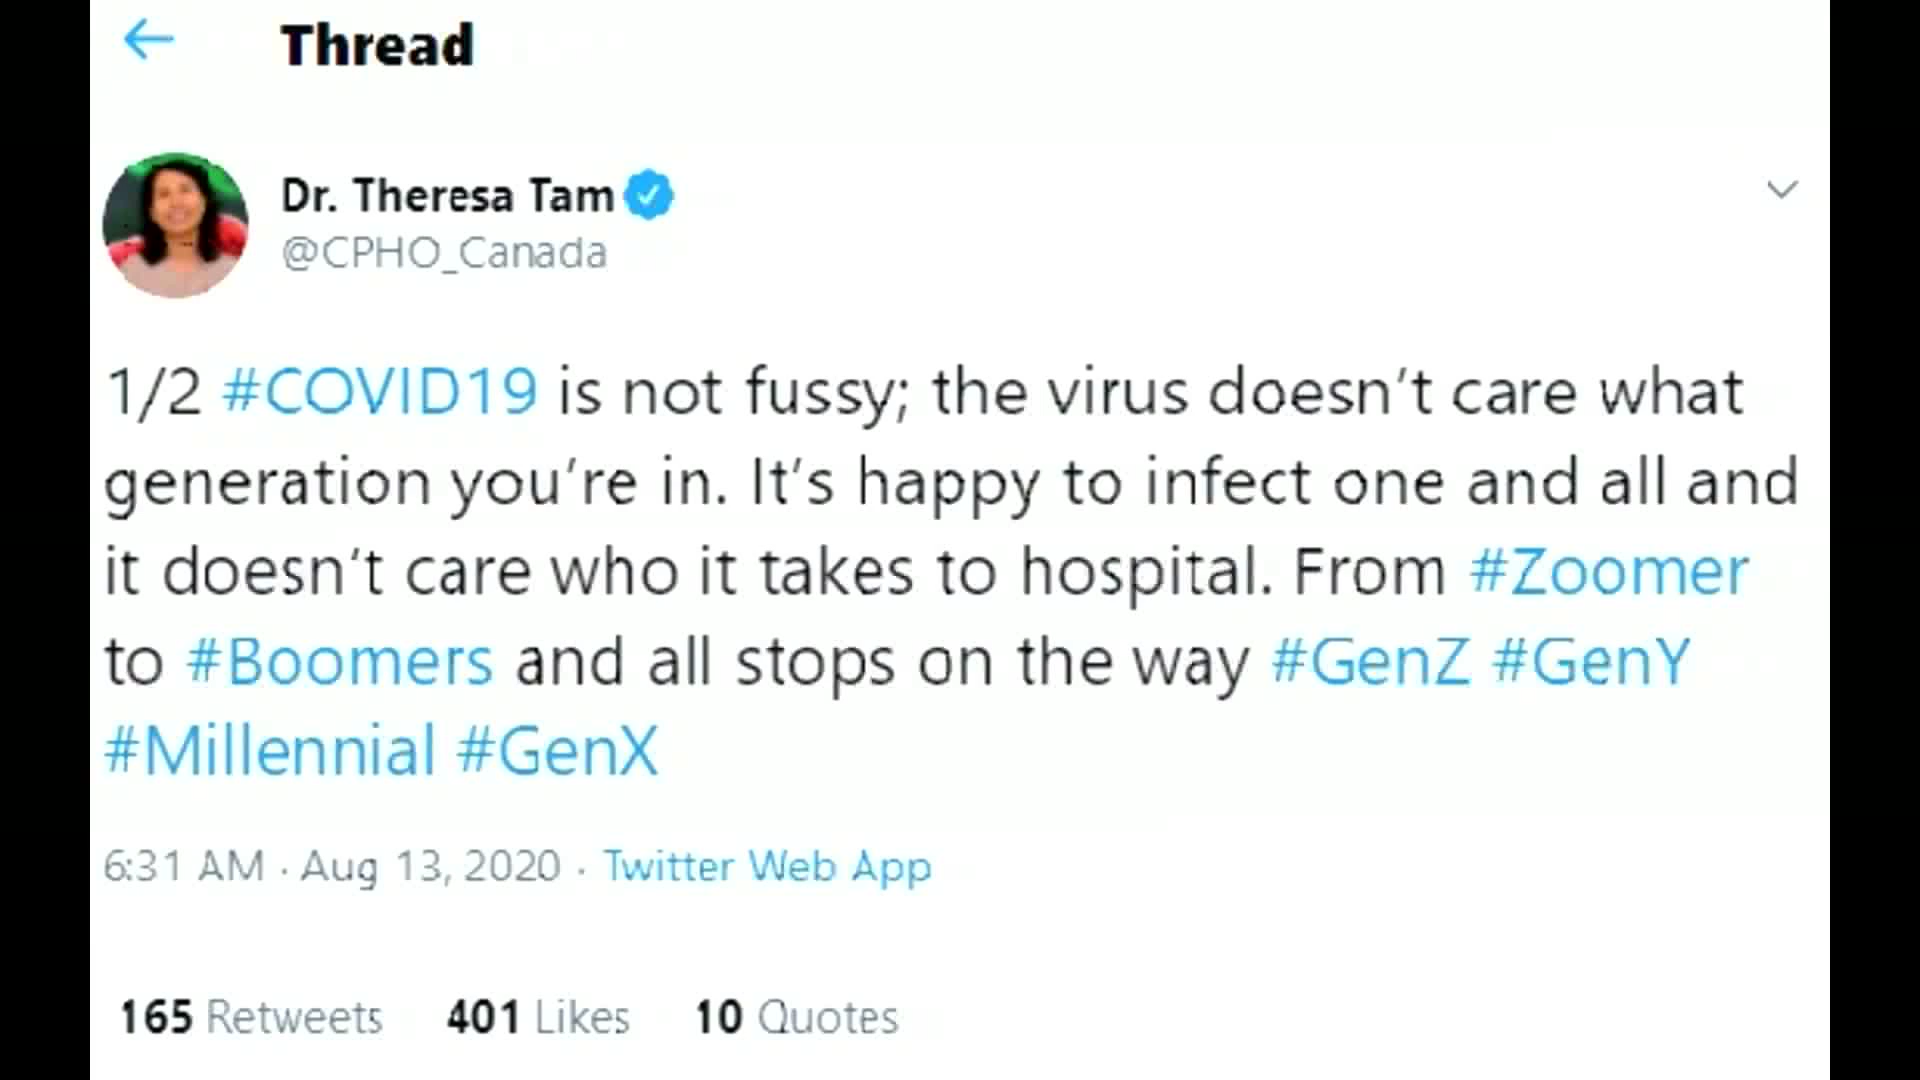 Thread
Dr. Theresa Tam
@CPHO_Canada
1/2 #COVID19 is not fussy; the virus doesn't care what
generation you're in. It's happy to infect one and all and
it doesn't care who it takes to hospital. From #Zoomer
to #Boomers and all stops on the way #GenZ #GenY
#Millennial #GenX
6:31 AM · Aug 13, 2020 · Twitter Web App
165 Retweets 401 Likes 10 Quotes